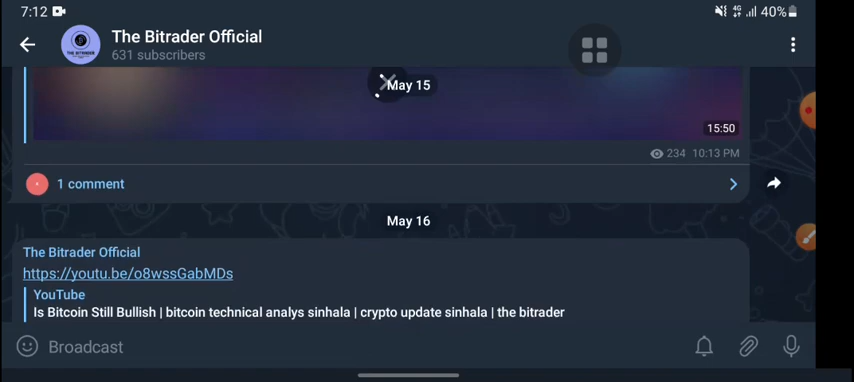 7:12
4G
40%
The Bitrader Official
631 subscribers
May 15
15:50
234 10:13 PM
1 comment
May 16
The Bitrader Official
https://youtu.be/o8wssGabMDs
YouTube
Is Bitcoin Still Bullish | bitcoin technical analys sinhala | crypto update sinhala | the bitrader
Broadcast